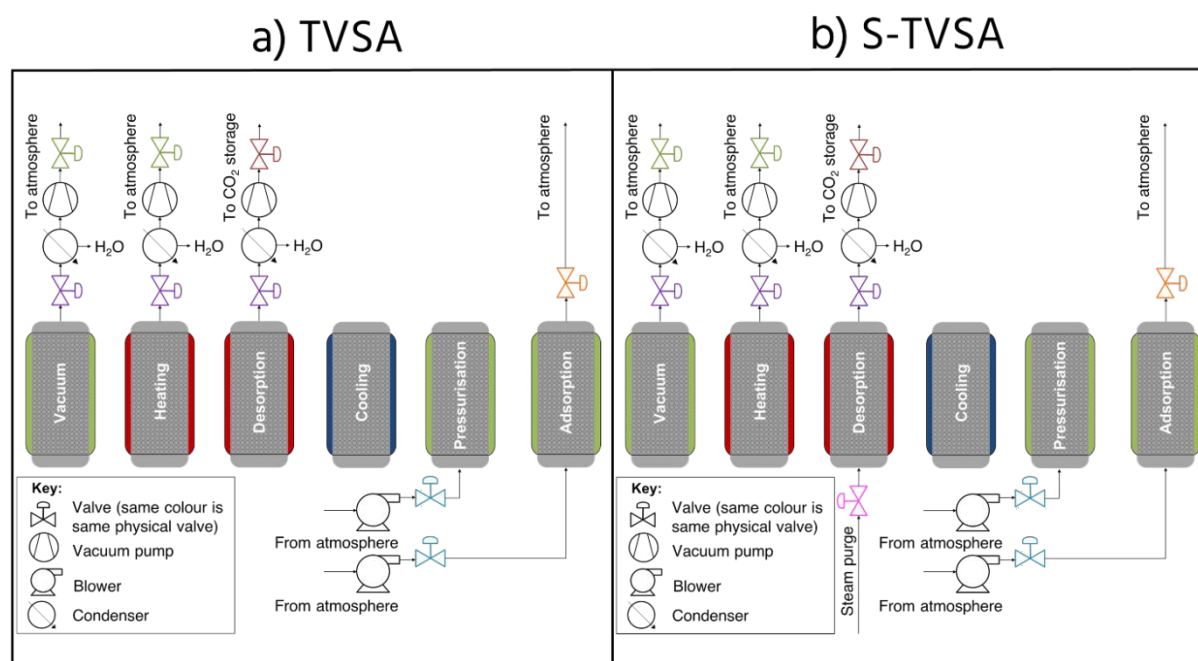 a) TVSA
To atmosphere
To atmosphere
To CO2 storage
To atmosphere
H2O
H2O
H2O
Vacuum
Heating
Desorption
Cooling
Pressurisation
Adsorption
From atmosphere
From atmosphere
Key:
Valve (same colour is
same physical valve)
Vacuum pump
Blower
Condenser
b) S-TVSA
To atmosphere
To atmosphere
To CO2 storage
To atmosphere
H2O
H2O
H2O
Vacuum
Heating
Desorption
Cooling
Pressurisation
Adsorption
Steam purge
From atmosphere
From atmosphere
Key:
Valve (same colour is
same physical valve)
Vacuum pump
Blower
Condenser